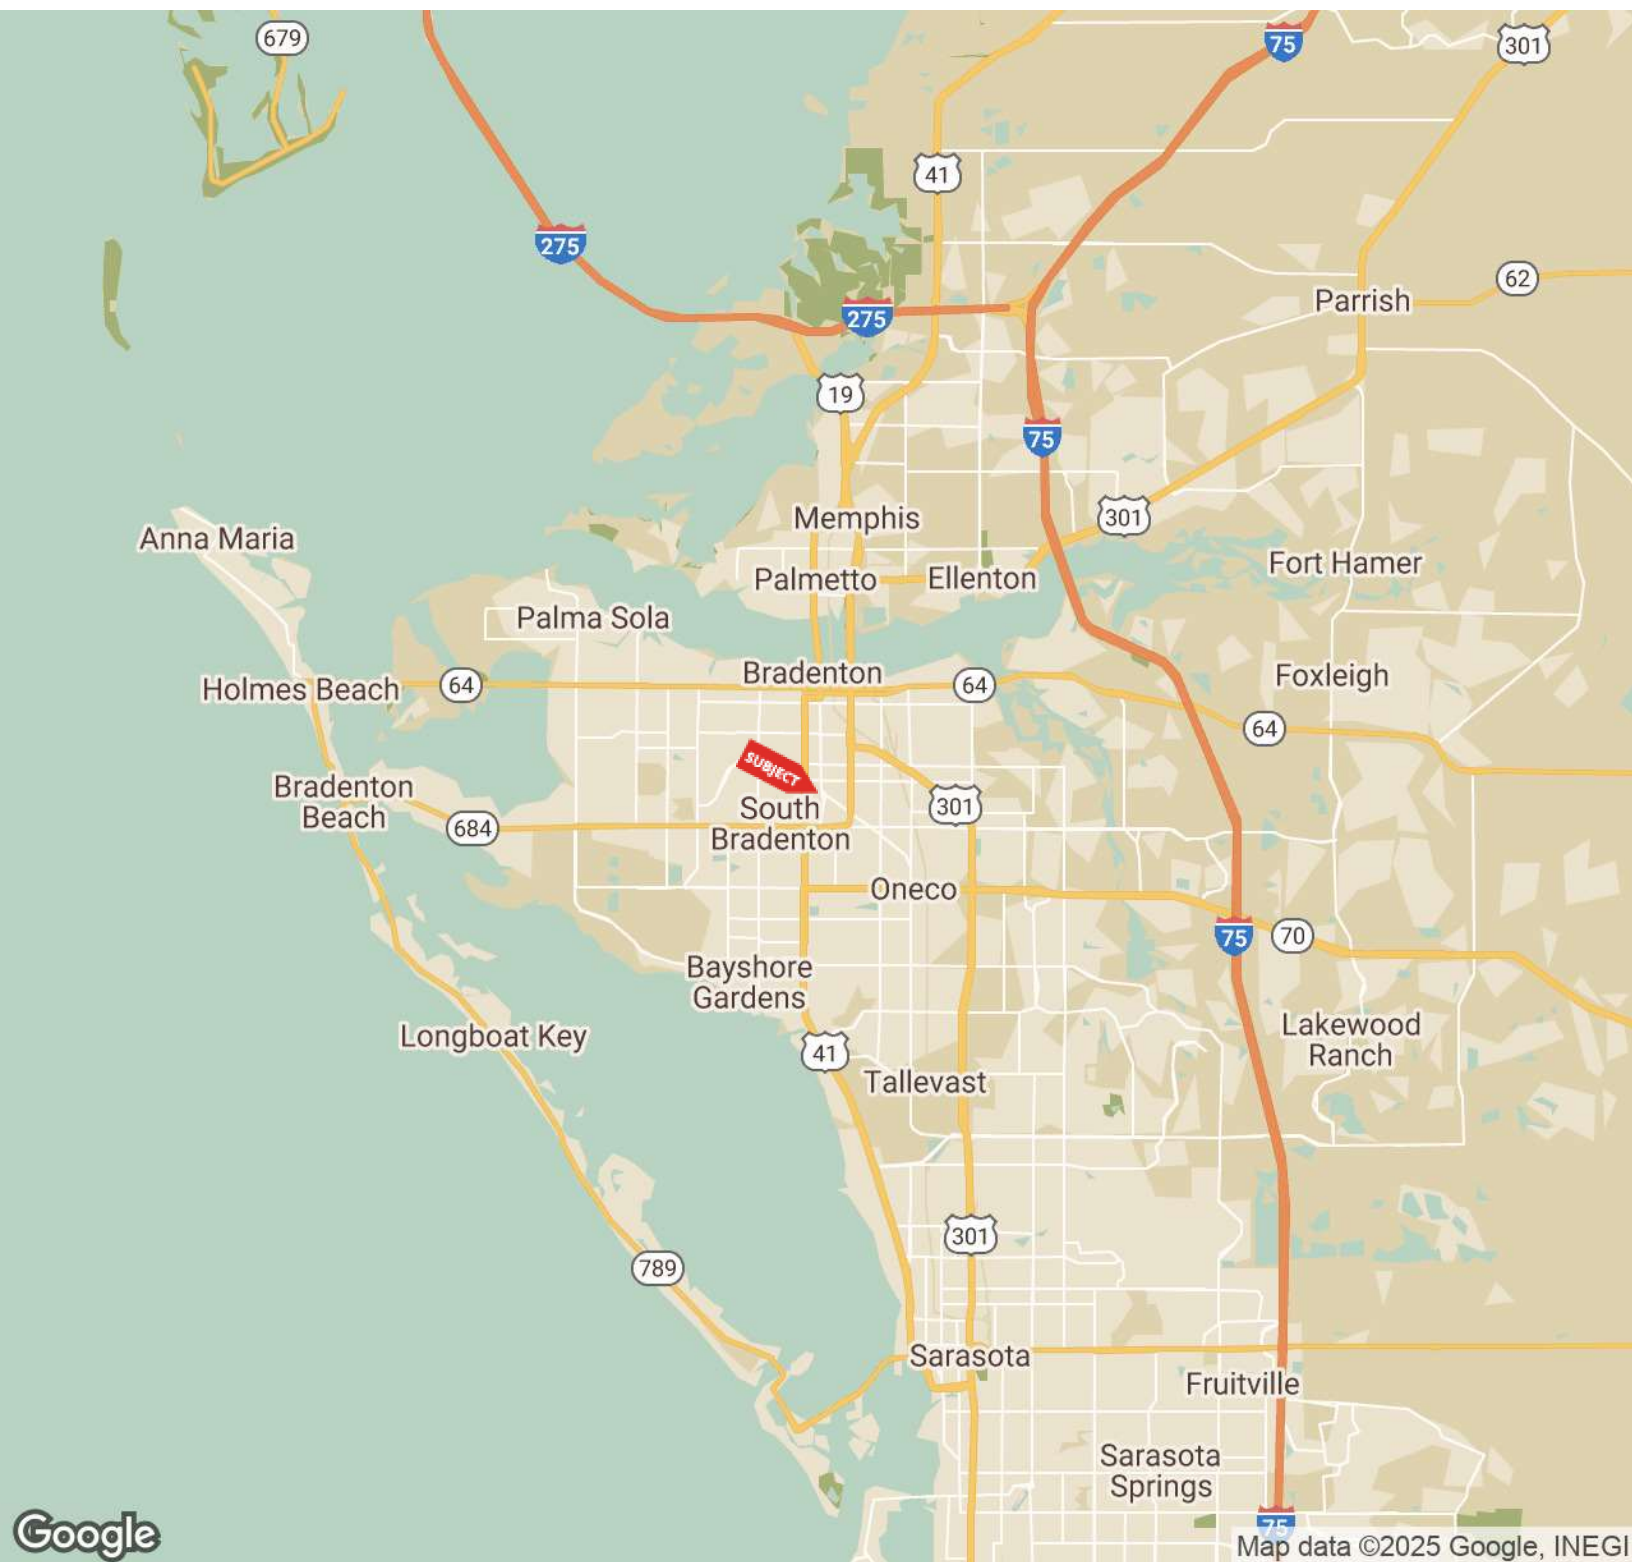 679
75
301
41
275
62
Parrish
275
19
75
Memphis
301
Anna Maria
Fort Hamer
Palmetto
Ellenton
Palma Sola
Bradenton
Foxleigh
Holmes Beach
64
64
64
SUBJECT
Bradenton
Beach
South
Bradenton
301
684
Oneco
75
70
Bayshore
Gardens
Longboat Key
Lakewood
Ranch
41
Tallevast
301
789
Sarasota
Fruitville
Sarasota
Springs
75
Google
Map data ©2025 Google, INEGI